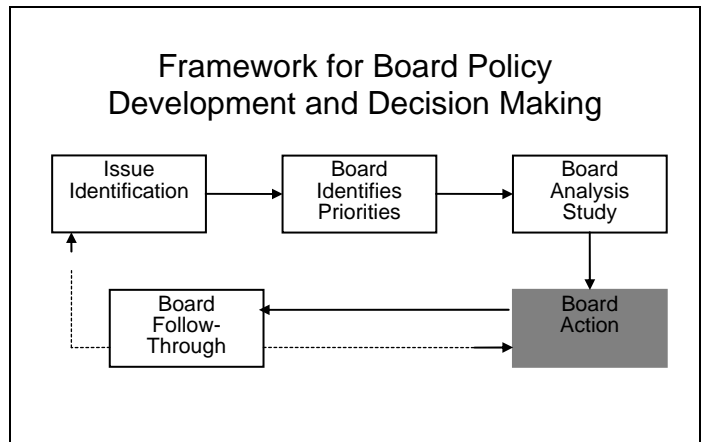 Framework for Board Policy
Development and Decision Making
Issue
Identification
Board
Identifies
Priorities
Board
Analysis
Study
Board
Follow-
Through
Board
Action